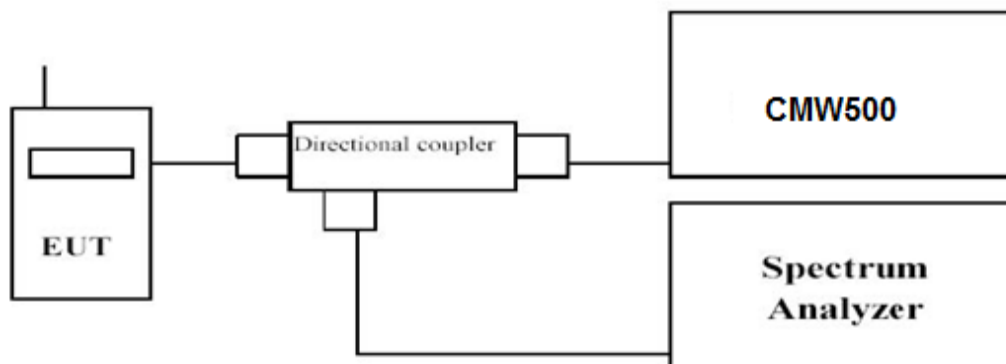 EUT
Directional coupler
CMW500
Spectrum
Analyzer